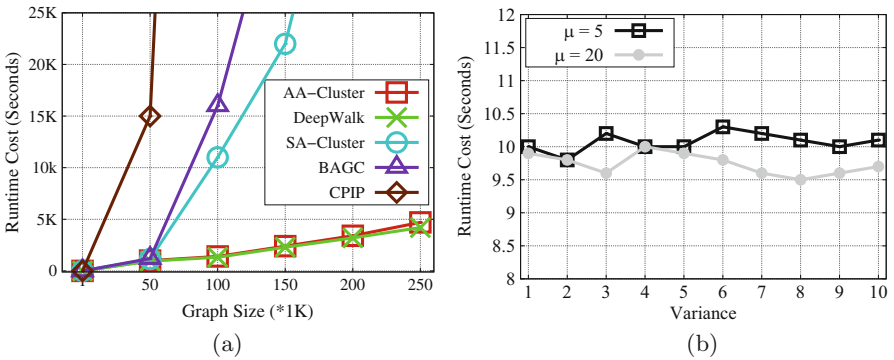 25K
20K
15K
10K
5K
0
Runtime Cost (Seconds)
1
50
100
150
200
250
Graph Size (*1K)
AA-Cluster
DeepWalk
SA-Cluster
BAGC
CPIP
(a)
12
11.5
11
10.5
10
9.5
9
8.5
8
Runtime Cost (Seconds)
μ = 5
μ = 20
1 2 3 4 5 6 7 8 9 10
Variance
(b)